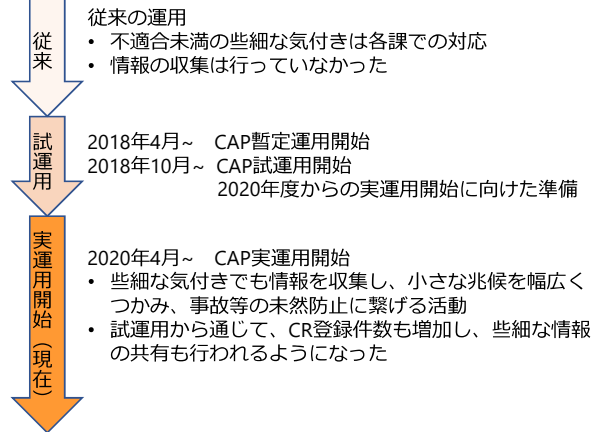 従来
従来の運用
• 不適合未満の些細な気付きは各課での対応
• 情報の収集は行っていなかった
試運用
2018年4月~ CAP暫定運用開始
2018年10月~ CAP試運用開始
2020年度からの実運用開始に向けた準備
実運用開始（現在）
2020年4月~ CAP実運用開始
• 些細な気付きでも情報を収集し、小さな兆候を幅広く
つかみ、事故等の未然防止に繋げる活動
• 試運用から通じて、CR登録件数も増加し、些細な情報
の共有も行われるようになった